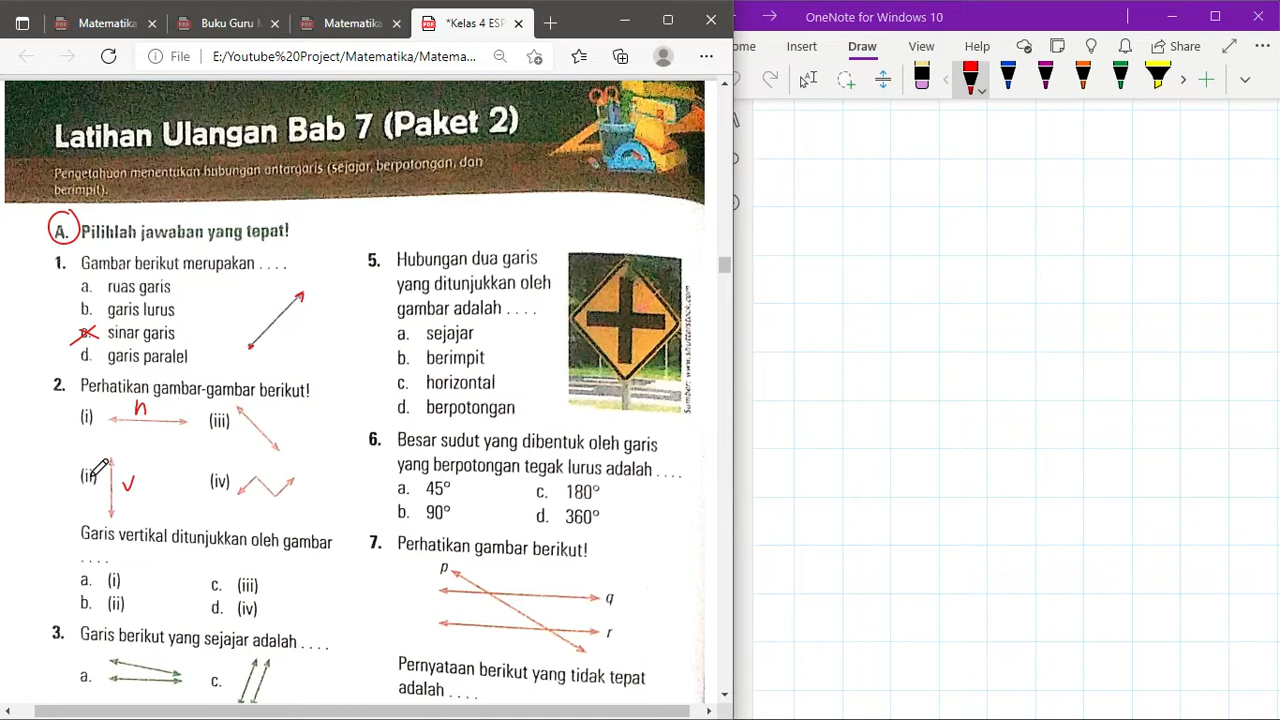 Matematika
Buku Guru M
Matematika
*Kelas 4 ESP
OneNote for Windows 10
File
E:/Youtube%20Project/Matematika/Matema...
ome
Insert
Draw
View
Help
Share
Latihan Ulangan Bab 7 (Paket 2)
Pengetahuan menentukan hubungan antargaris (sejajar, berpotongan, dan
berimpit).
A. Pilihlah jawaban yang tepat!
1. Gambar berikut merupakan . . . .
a. ruas garis
b. garis lurus
c. sinar garis
d. garis paralel
2. Perhatikan gambar-gambar berikut!
(i)
h
(iii)
(ii)
v
(iv)
Garis vertikal ditunjukkan oleh gambar
. . . .
a. (i)
c. (iii)
b. (ii)
d. (iv)
3. Garis berikut yang sejajar adalah . . . .
a.
c.
5. Hubungan dua garis
yang ditunjukkan oleh
gambar adalah . . . .
a. sejajar
b. berimpit
c. horizontal
d. berpotongan
Sumber: www.shutterstock.com
6. Besar sudut yang dibentuk oleh garis
yang berpotongan tegak lurus adalah . . . .
a. 45°
c. 180°
b. 90°
d. 360°
7. Perhatikan gambar berikut!
p
q
r
Pernyataan berikut yang tidak tepat
adalah . . . .